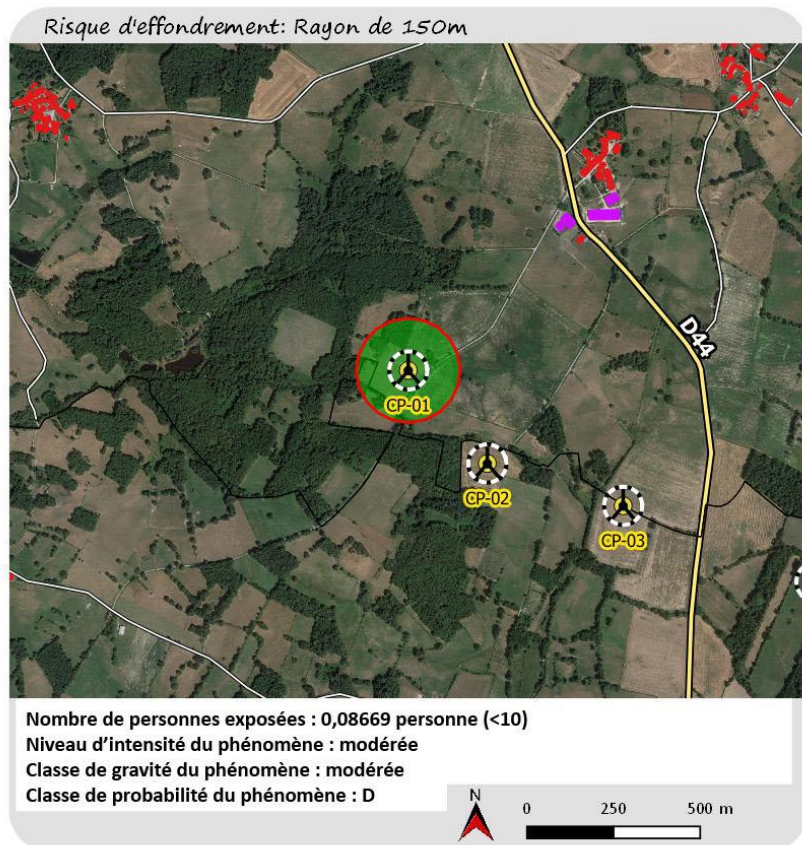 Risque d'effondrement: Rayon de 150m
D44
CP-01
CP-02
CP-03
Nombre de personnes exposées : 0,08669 personne (<10)
Niveau d'intensité du phénomène : modérée
Classe de gravité du phénomène : modérée
Classe de probabilité du phénomène : D
N
0 250 500 m